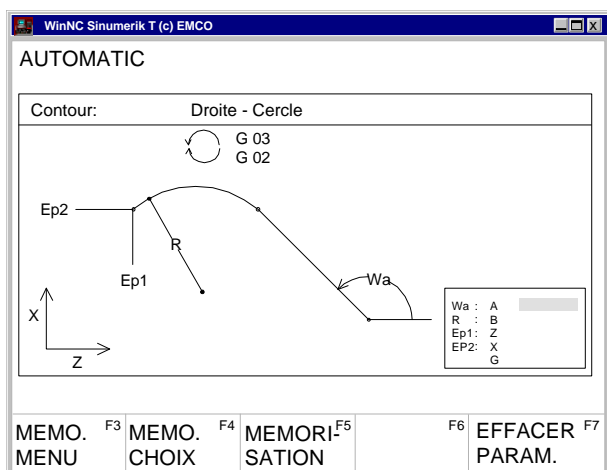 WinNC Sinumerik T (c) EMCO
AUTOMATIC
Contour: Droite - Cercle
G 03
G 02
Ep2
R
Ep1
Wa
X
Z
Wa : A
R : B
Ep1: Z
EP2: X
G
MEMO. MENU F3
MEMO. CHOIX F4
MEMORI-SATION F5
F6
EFFACER PARAM. F7